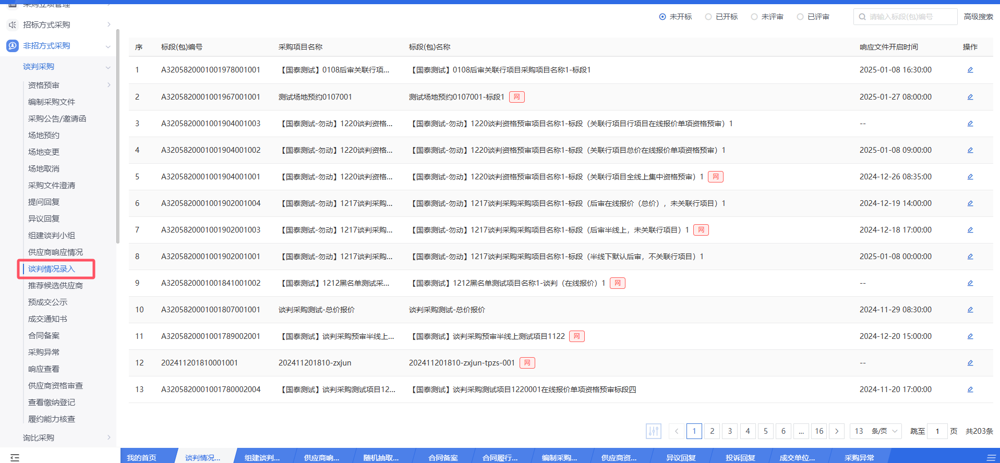 采购立项管理
招标方式采购
非招方式采购
谈判采购
资格预审
编制采购文件
采购公告/邀请函
场地预约
场地变更
场地取消
采购文件澄清
提问回复
异议回复
组建谈判小组
供应商响应情况
谈判情况录入
推荐候选供应商
预成交公示
成交通知书
合同备案
采购异常
响应查看
供应商资格审查
查看缴纳登记
履约能力核查
询比采购
未开标 已开标 未评审 已评审 请输入标段(包)编号 高级搜索
序 标段(包)编号 采购项目名称 标段(包)名称 响应文件开启时间 操作
1 A3205820001001978001001 【国泰测试】0108后审关联行项... 【国泰测试】0108后审关联行项目采购项目名称1-标段1 2025-01-08 16:30:00
2 A3205820001001967001001 测试场地预约0107001 测试场地预约0107001-标段1 网 2025-01-27 08:00:00
3 A3205820001001904001003 【国泰测试-勿动】1220谈判资格... 【国泰测试-勿动】1220谈判资格预审项目名称1-标段（关联行项目行项目在线报价单项资格预审）1 --
4 A3205820001001904001002 【国泰测试-勿动】1220谈判资格... 【国泰测试-勿动】1220谈判资格预审项目名称1-标段（关联行项目总价在线报价单项资格预审）1 2025-01-08 09:00:00
5 A3205820001001904001001 【国泰测试-勿动】1220谈判资格... 【国泰测试-勿动】1220谈判资格预审项目名称1-标段（关联行项目全线上集中资格预审）1 网 2024-12-26 08:35:00
6 A3205820001001902001004 【国泰测试-勿动】1217谈判采购... 【国泰测试-勿动】1217谈判采购采购项目名称1-标段（后审在线报价（总价），未关联行项目）1 2024-12-19 14:00:00
7 A3205820001001902001003 【国泰测试-勿动】1217谈判采购... 【国泰测试-勿动】1217谈判采购采购项目名称1-标段（后审半线上，未关联行项目）1 网 2024-12-18 17:00:00
8 A3205820001001902001001 【国泰测试-勿动】1217谈判采购... 【国泰测试-勿动】1217谈判采购采购项目名称1-标段（半线下默认后审，不关联行项目）1 2025-01-08 00:00:00
9 A3205820001001841001002 【国泰测试】1212黑名单测试采... 【国泰测试】1212黑名单测试项目名称1-谈判（在线报价）1 网 --
10 A3205820001001807001001 谈判采购测试-总价报价 谈判采购测试-总价报价 2024-11-29 08:30:00
11 A3205820001001789002001 【国泰测试】谈判采购预审半线上... 【国泰测试】谈判采购预审半线上测试项目1122 网 2024-12-20 15:00:00
12 202411201810001001 202411201810-zxjun 202411201810-zxjun-tpzs-001 网 --
13 A3205820001001780002004 【国泰测试】谈判采购测试项目12... 【国泰测试】谈判采购测试项目1220001在线报价单项资格预审标段四 2024-11-20 17:00:00
1 2 3 4 5 6 ... 16 13 条/页 跳至 1 页 共203条
我的首页 谈判情况... 组建谈判... 供应商响... 随机抽取... 合同备案 合同履行... 编制采购... 供应商资... 异议回复 投诉回复 成交单位... 采购异常